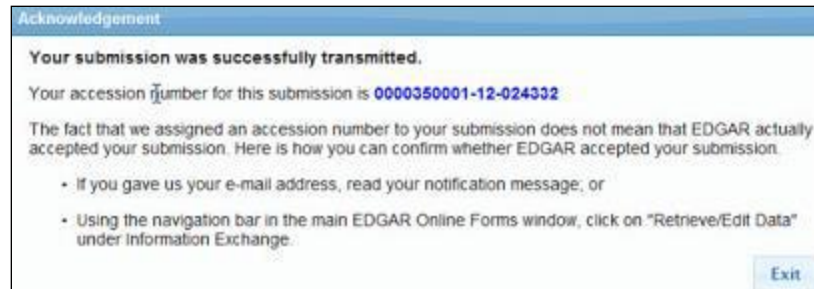 Acknowledgement
Your submission was successfully transmitted.
Your accession number for this submission is 0000350001-12-024332
The fact that we assigned an accession number to your submission does not mean that EDGAR actually
accepted your submission. Here is how you can confirm whether EDGAR accepted your submission.
• If you gave us your e-mail address, read your notification message; or
• Using the navigation bar in the main EDGAR Online Forms window, click on "Retrieve/Edit Data"
under Information Exchange.
Exit